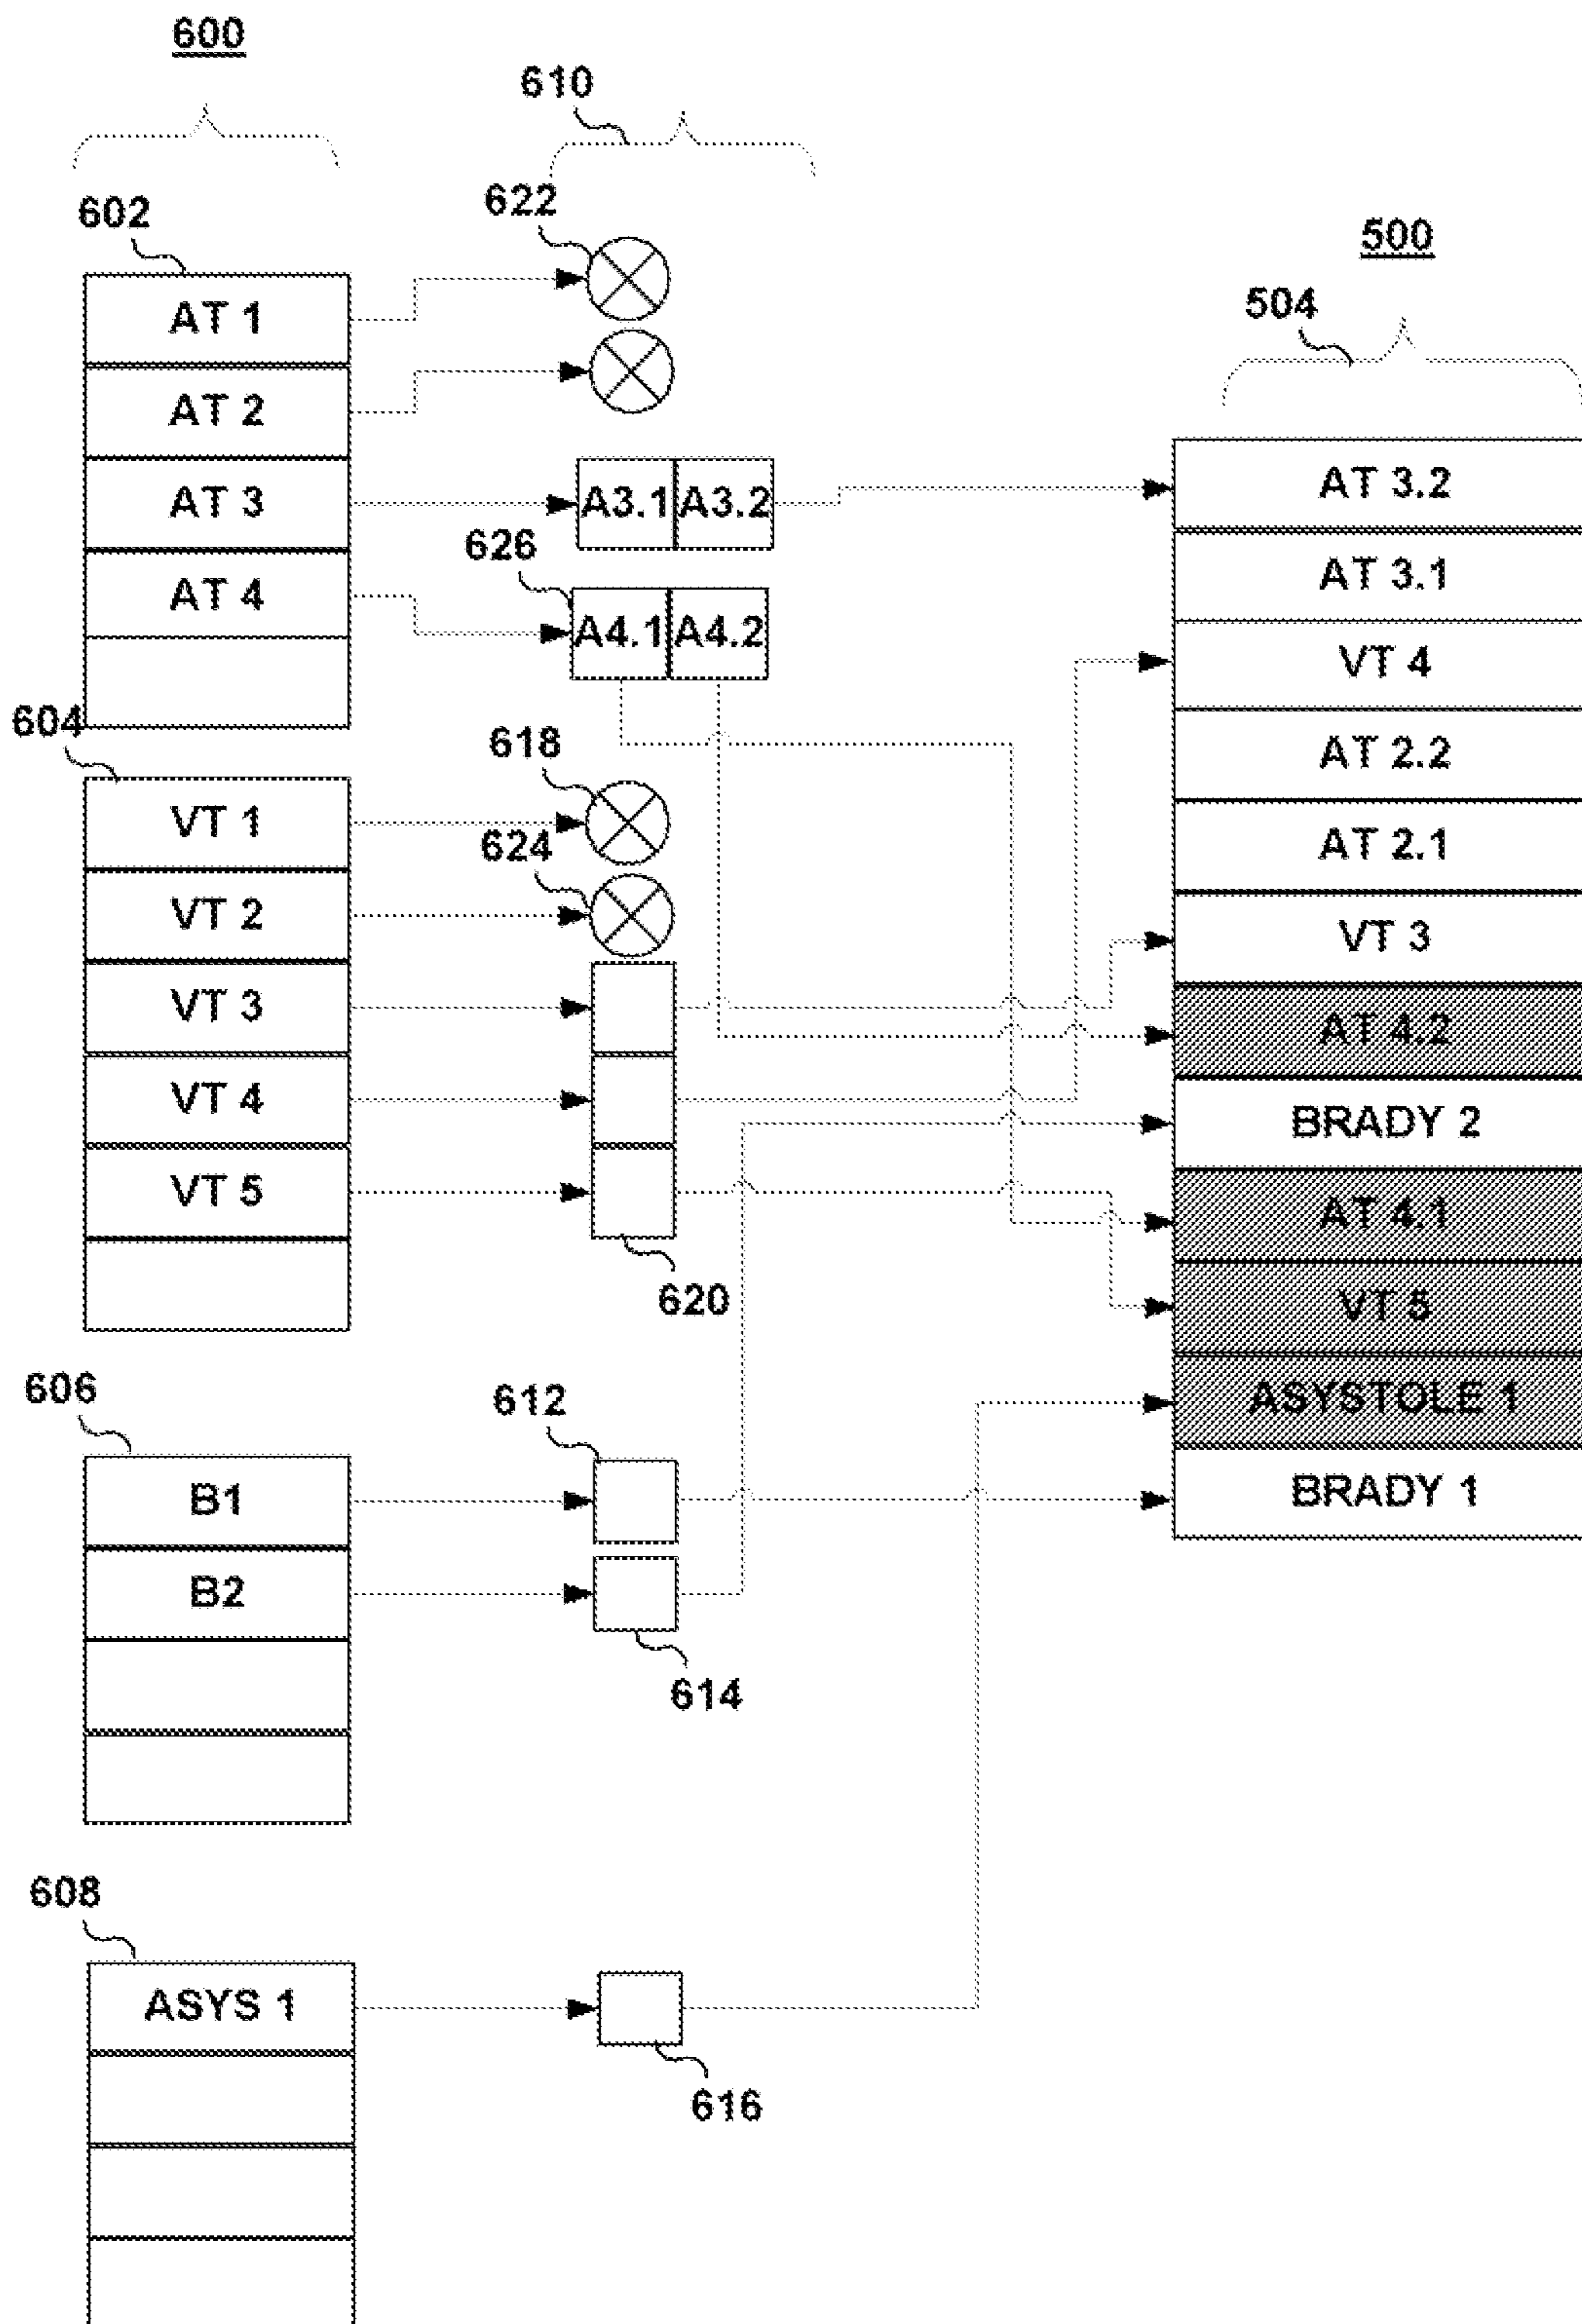 600
610
602
622
500
504
AT 1
AT 2
AT 3
A3.1 A3.2
AT 3.2
626
AT 3.1
AT 4
A4.1 A4.2
VT 4
604
618
AT 2.2
VT 1
624
AT 2.1
VT 2
VT 3
VT 3
AT 4.2
VT 4
BRADY 2
VT 5
AT 4.1
620
VT 5
606
612
ASYSTOLE 1
B1
BRADY 1
B2
614
608
ASYS 1
616